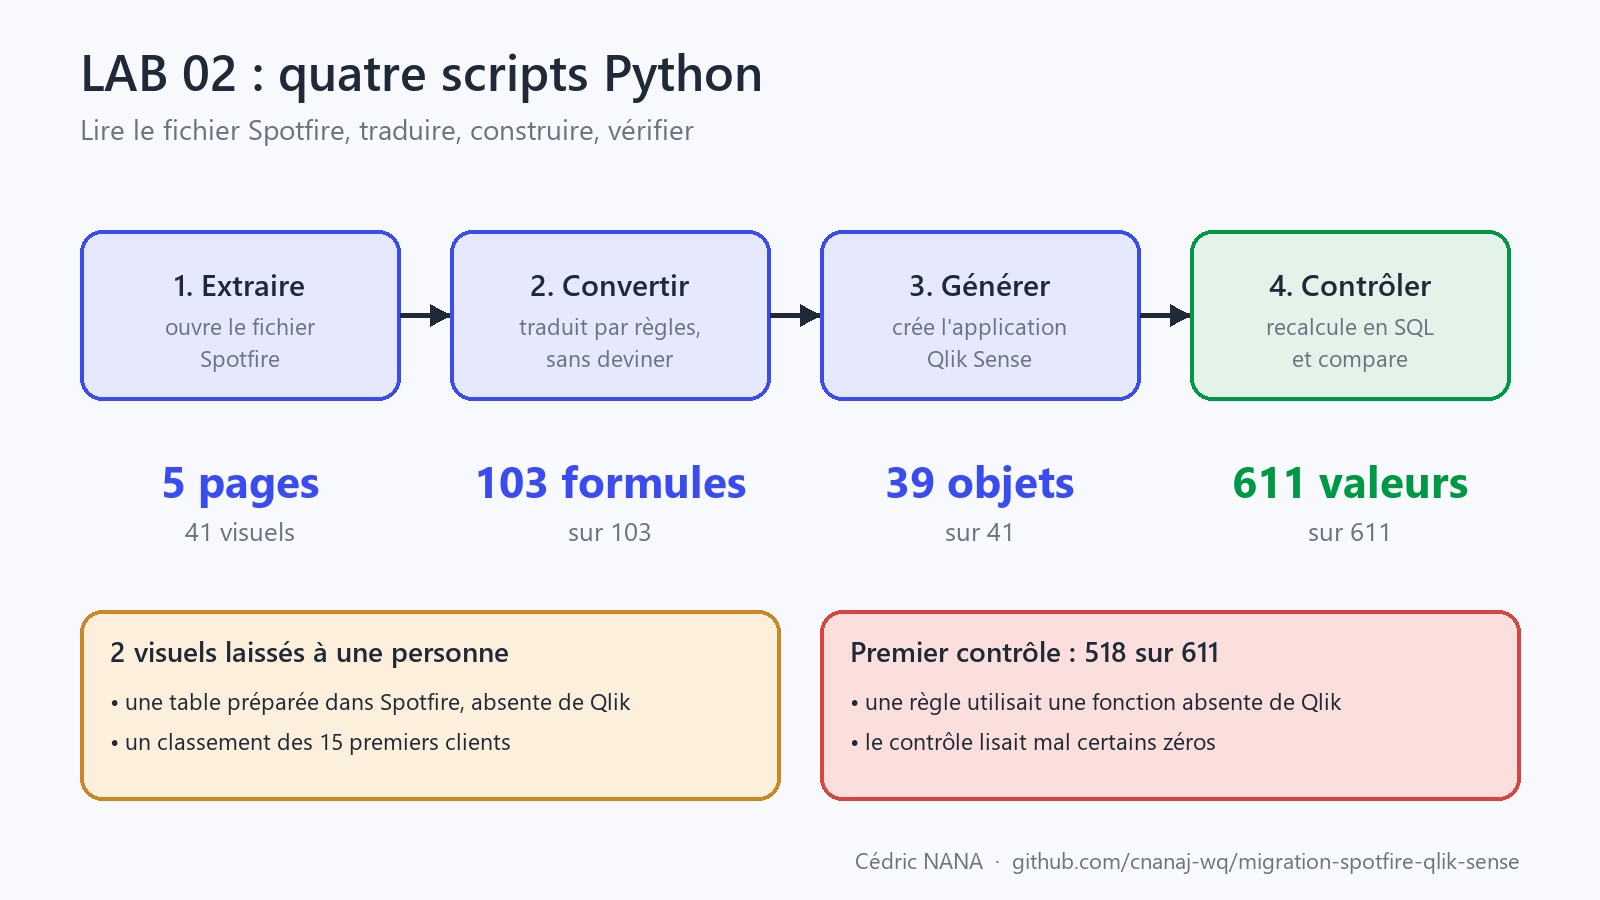 LAB 02 : quatre scripts Python
Lire le fichier Spotfire, traduire, construire, vérifier
1. Extraire
ouvre le fichier
Spotfire
2. Convertir
traduit par règles,
sans deviner
3. Générer
crée l'application
Qlik Sense
4. Contrôler
recalcule en SQL
et compare
5 pages
41 visuels
103 formules
sur 103
39 objets
sur 41
611 valeurs
sur 611
2 visuels laissés à une personne
• une table préparée dans Spotfire, absente de Qlik
• un classement des 15 premiers clients
Premier contrôle : 518 sur 611
• une règle utilisait une fonction absente de Qlik
• le contrôle lisait mal certains zéros
Cédric NANA · github.com/cnanaj-wq/migration-spotfire-qlik-sense